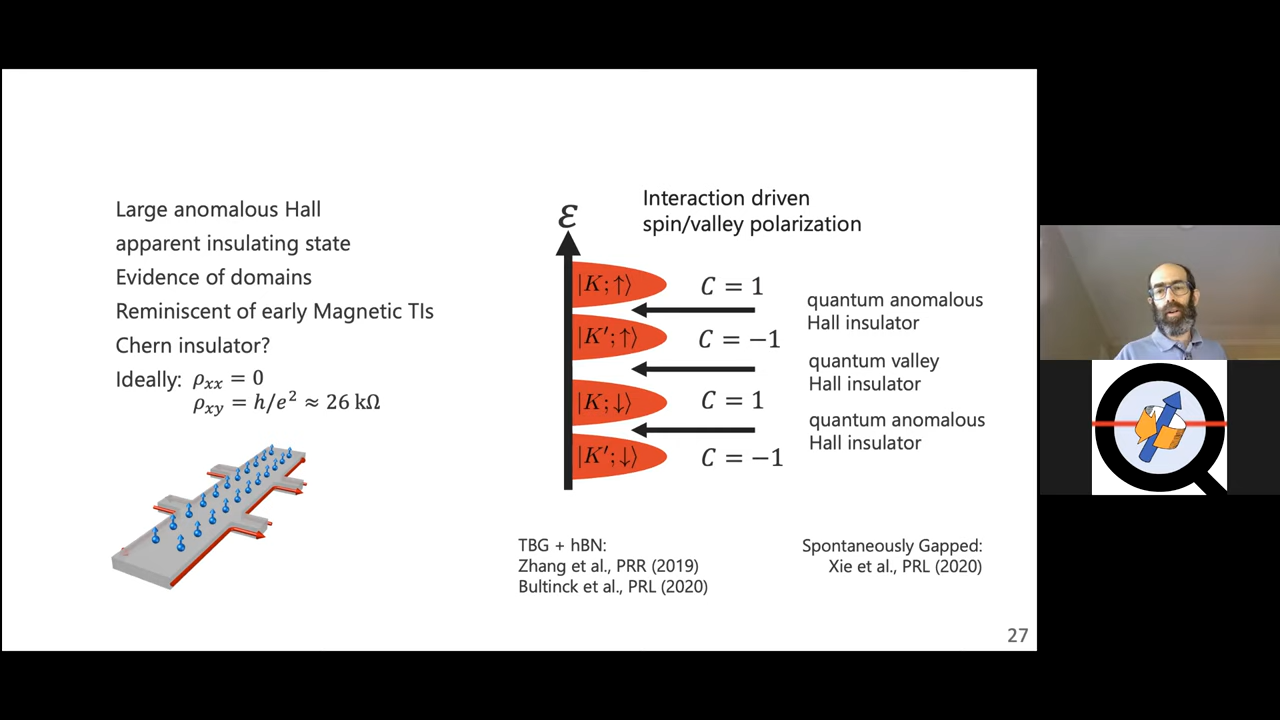 Large anomalous Hall
apparent insulating state
Evidence of domains
Reminiscent of early Magnetic TIs
Chern insulator?
Ideally: ρxx = 0
ρxy = h/e² ≈ 26 kΩ
Interaction driven
spin/valley polarization
ε
|K;↑⟩
C = 1
quantum anomalous
Hall insulator
|K′;↑⟩
C = −1
quantum valley
Hall insulator
|K;↓⟩
C = 1
quantum anomalous
Hall insulator
|K′;↓⟩
C = −1
TBG + hBN:
Zhang et al., PRR (2019)
Bultinck et al., PRL (2020)
Spontaneously Gapped:
Xie et al., PRL (2020)
27